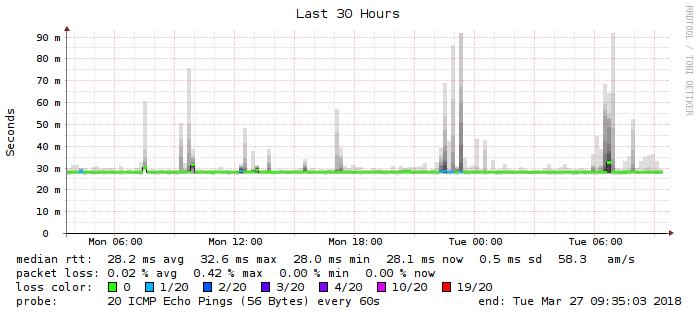 Last 30 Hours
RRDTOOL / TOBI OETIKER
Seconds
90 m
80 m
70 m
60 m
50 m
40 m
30 m
20 m
10 m
0
Mon 06:00 Mon 12:00 Mon 18:00 Tue 00:00 Tue 06:00
median rtt: 28.2 ms avg 32.6 ms max 28.0 ms min 28.1 ms now 0.5 ms sd 58.3 am/s
packet loss: 0.02 % avg 0.42 % max 0.00 % min 0.00 % now
loss color: 0 1/20 2/20 3/20 4/20 10/20 19/20
probe: 20 ICMP Echo Pings (56 Bytes) every 60s end: Tue Mar 27 09:35:03 2018